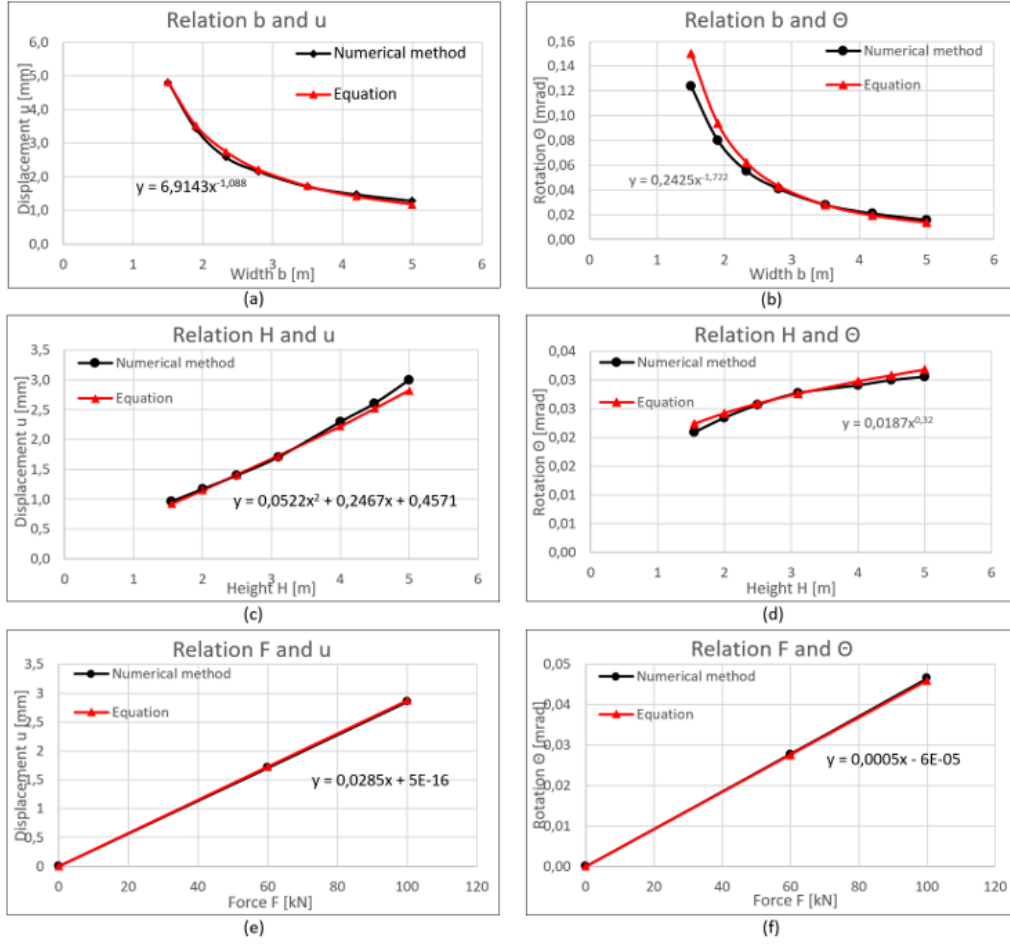 Relation b and u
Displacement u [mm]
6,0
5,0
4,0
3,0
2,0
1,0
0,0
Numerical method
Equation
y = 6,9143x^-1,088
0 1 2 3 4 5 6
Width b [m]
(a)
Relation b and Θ
Rotation Θ [mrad]
0,16
0,14
0,12
0,10
0,08
0,06
0,04
0,02
0,00
Numerical method
Equation
y = 0,2425x^-1,722
0 1 2 3 4 5 6
Width b [m]
(b)
Relation H and u
Displacement u [mm]
3,5
3,0
2,5
2,0
1,5
1,0
0,5
0,0
Numerical method
Equation
y = 0,0522x² + 0,2467x + 0,4571
0 1 2 3 4 5 6
Height H [m]
(c)
Relation H and Θ
Rotation Θ [mrad]
0,04
0,03
0,03
0,02
0,02
0,01
0,01
0,00
Numerical method
Equation
y = 0,0187x^0,32
0 1 2 3 4 5 6
Height H [m]
(d)
Relation F and u
Displacement u [mm]
3,5
3
2,5
2
1,5
1
0,5
0
Numerical method
Equation
y = 0,0285x + 5E-16
0 20 40 60 80 100 120
Force F [kN]
(e)
Relation F and Θ
Rotation Θ [mrad]
0,05
0,04
0,03
0,02
0,01
0,00
Numerical method
Equation
y = 0,0005x - 6E-05
0 20 40 60 80 100 120
Force F [kN]
(f)